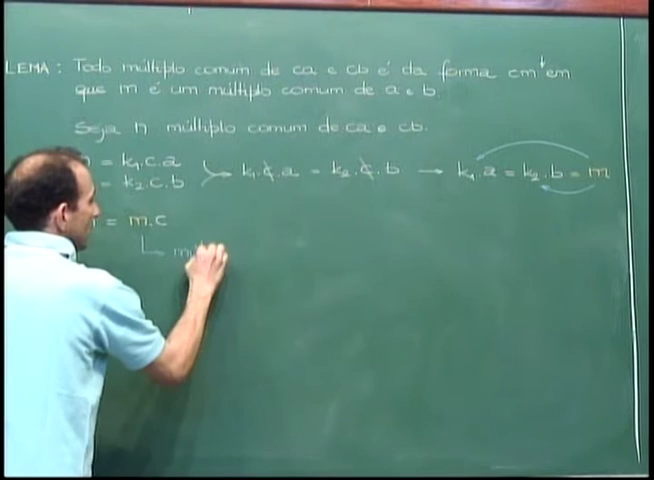 LEMA: Todo múltiplo comum de ca e cb é da forma cm em
que m é um múltiplo comum de a e b
Seja n múltiplo comum de ca e cb.
n = k₁.c.a
= k₂.c.b
k₁.c.a = k₂.c.b → k₁.a = k₂.b = m
= m.c